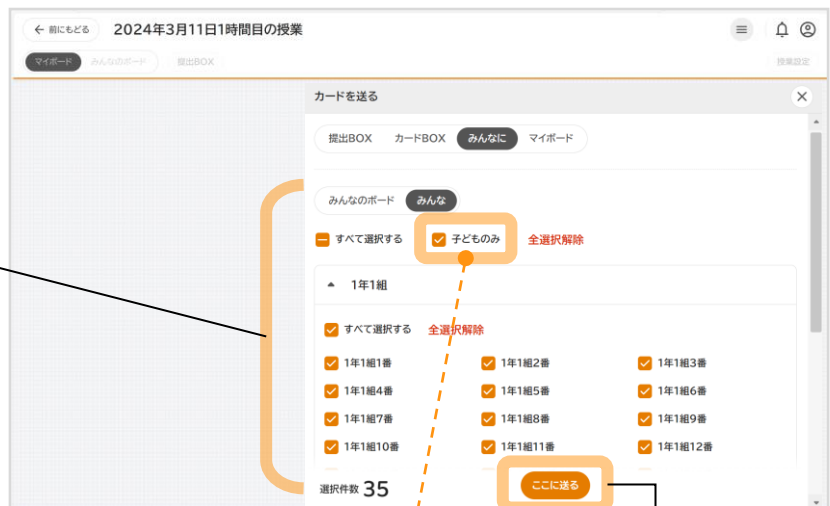 ← 前にもどる 2024年3月11日1時間目の授業
マイボード みんなのボード 提出BOX 授業設定
カードを送る
提出BOX カードBOX みんなに マイボード
みんなのボード みんな
すべて選択する 子どものみ 全選択解除
1年1組
すべて選択する 全選択解除
1年1組1番 1年1組2番 1年1組3番
1年1組4番 1年1組5番 1年1組6番
1年1組7番 1年1組8番 1年1組9番
1年1組10番 1年1組11番 1年1組12番
選択件数 35 ここに送る